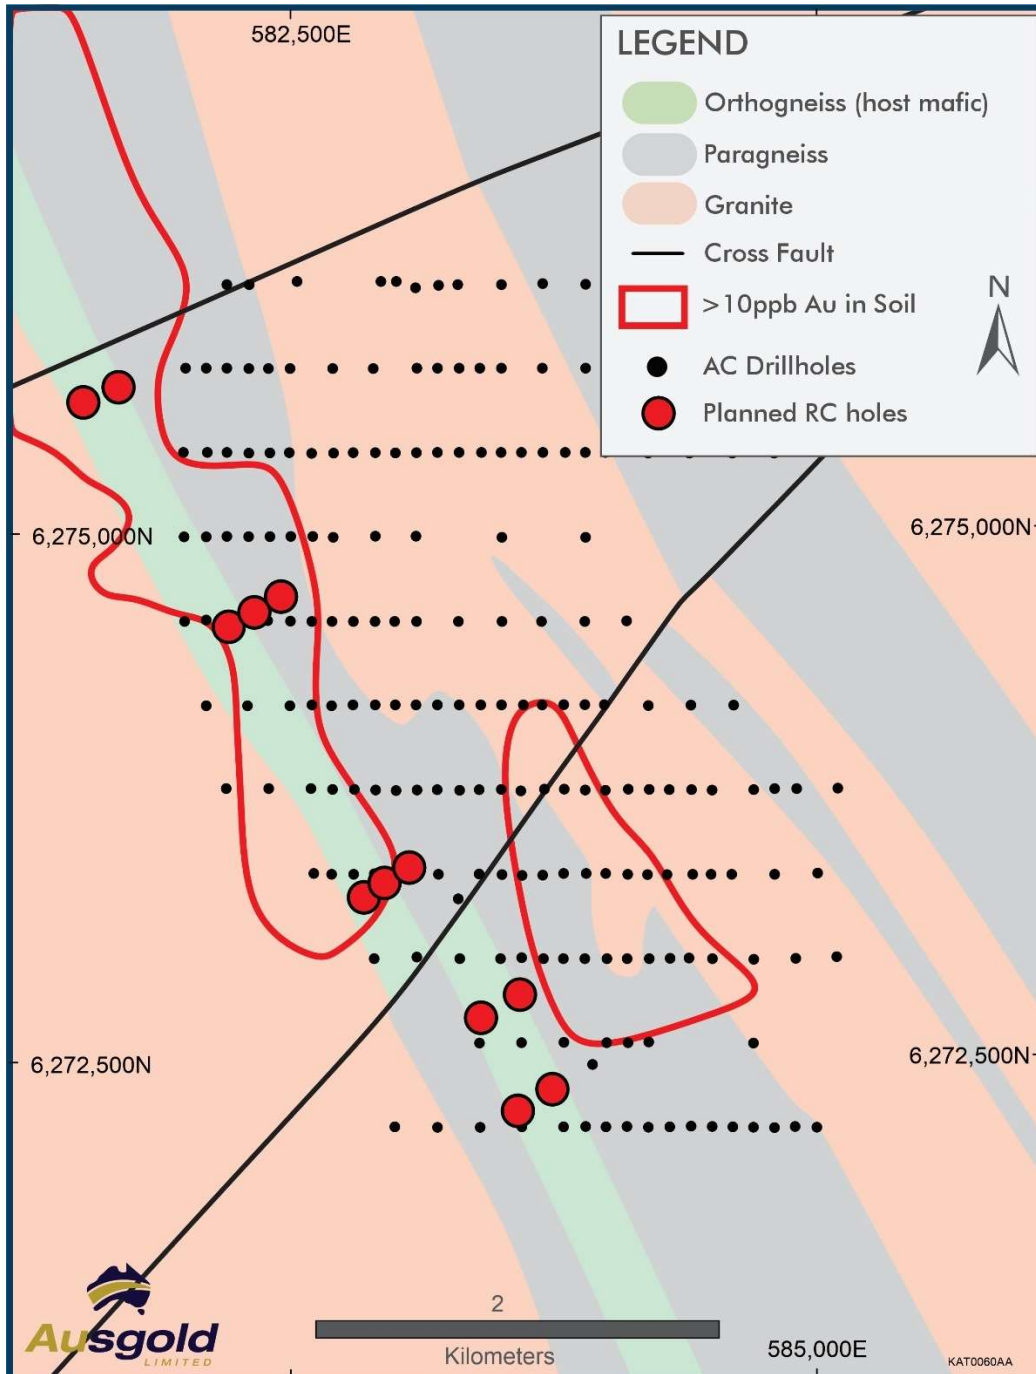 582,500E
LEGEND
Orthogneiss (host mafic)
Paragneiss
Granite
Cross Fault
>10ppb Au in Soil
N
AC Drillholes
Planned RC holes
6,275,000N
6,275,000N
6,272,500N
6,272,500N
2
Kilometers
585,000E
Ausgold
LIMITED
KAT0060AA